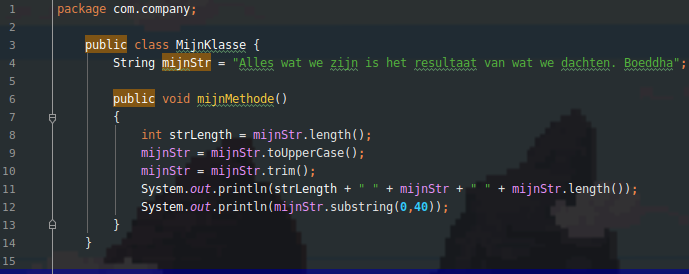 1 package com.company;
2
3 public class MijnKlasse {
4 String mijnStr = "Alles wat we zijn is het resultaat van wat we dachten. Boeddha";
5
6 public void mijnMethode()
7 {
8 int strLength = mijnStr.length();
9 mijnStr = mijnStr.toUpperCase();
10 mijnStr = mijnStr.trim();
11 System.out.println(strLength + " " + mijnStr + " " + mijnStr.length());
12 System.out.println(mijnStr.substring(0,40));
13 }
14 }
15